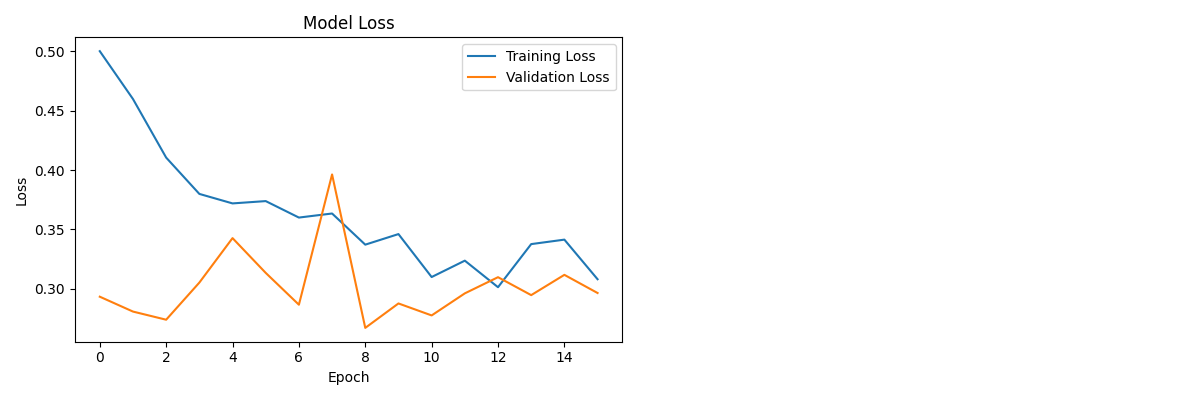 Model Loss
Training Loss
Validation Loss
0.50
0.45
0.40
0.35
0.30
Loss
0 2 4 6 8 10 12 14
Epoch